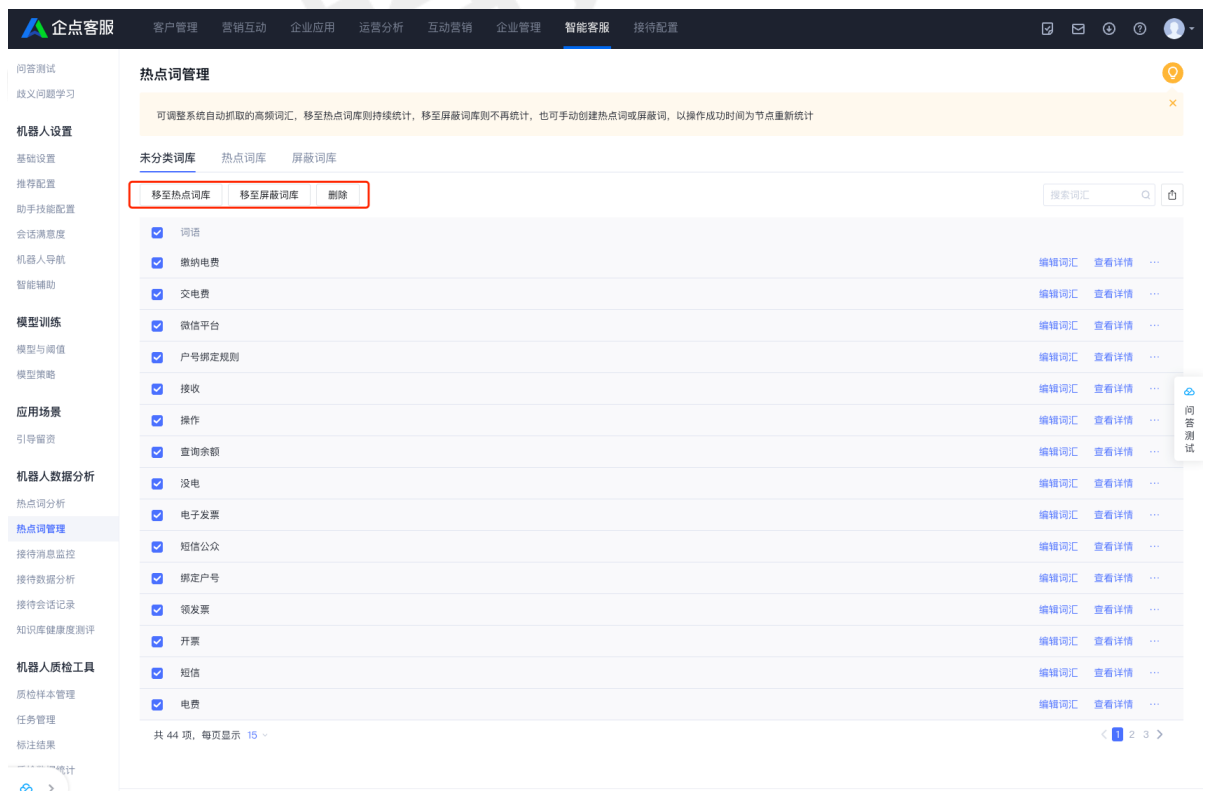 企点客服 客户管理 营销互动 企业应用 运营分析 互动营销 企业管理 智能客服 接待配置
问答测试
歧义问题学习
机器人设置
基础设置
推荐配置
助手技能配置
会话满意度
机器人导航
智能辅助
模型训练
模型与阈值
模型策略
应用场景
引导留资
机器人数据分析
热点词分析
热点词管理
接待消息监控
接待数据分析
接待会话记录
知识库健康度测评
机器人质检工具
质检样本管理
任务管理
标注结果
热点词管理
可调整系统自动抓取的高频词汇，移至热点词库则持续统计，移至屏蔽词库则不再统计，也可手动创建热点词或屏蔽词，以操作成功时间为节点重新统计
未分类词库 热点词库 屏蔽词库
移至热点词库 移至屏蔽词库 删除 搜索词汇
词语
缴纳电费 编辑词汇 查看详情 ···
交电费 编辑词汇 查看详情 ···
微信平台 编辑词汇 查看详情 ···
户号绑定规则 编辑词汇 查看详情 ···
接收 编辑词汇 查看详情 ···
操作 编辑词汇 查看详情 ···
查询余额 编辑词汇 查看详情 ···
没电 编辑词汇 查看详情 ···
电子发票 编辑词汇 查看详情 ···
短信公众 编辑词汇 查看详情 ···
绑定户号 编辑词汇 查看详情 ···
领发票 编辑词汇 查看详情 ···
开票 编辑词汇 查看详情 ···
短信 编辑词汇 查看详情 ···
电费 编辑词汇 查看详情 ···
共 44 项，每页显示 15
1 2 3
问答测试